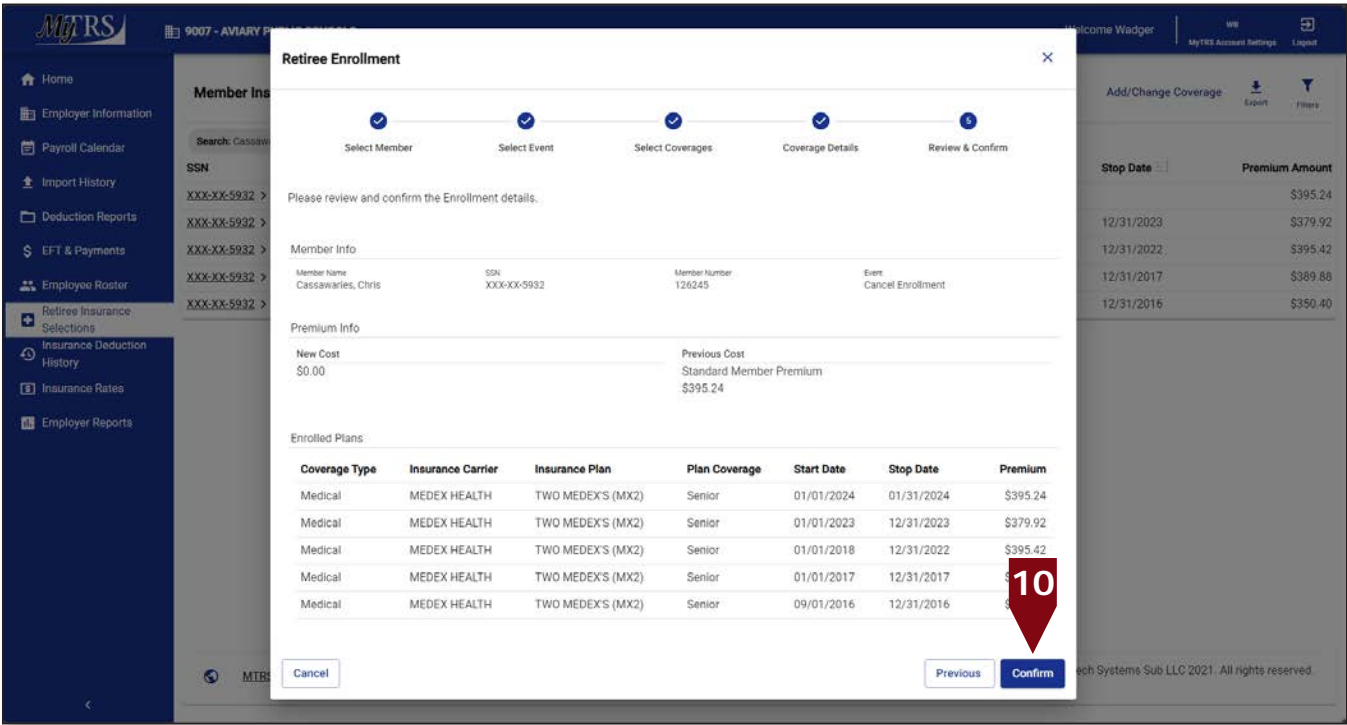 MyTRS
9007 - AVIARY
Welcome Wadger
WB
MyTRS Account Settings
Logout
Home
Employer Information
Payroll Calendar
Import History
Deduction Reports
EFT & Payments
Employee Roster
Retiree Insurance
Selections
Insurance Deduction
History
Insurance Rates
Employer Reports
Member Ins
Add/Change Coverage
Export
Filters
Search: Cassaw
SSN
Stop Date
Premium Amount
XXX-XX-5932 >
$395.24
XXX-XX-5932 >
12/31/2023
$379.92
XXX-XX-5932 >
12/31/2022
$395.42
XXX-XX-5932 >
12/31/2017
$389.88
XXX-XX-5932 >
12/31/2016
$350.40
Retiree Enrollment
5
Select Member
Select Event
Select Coverages
Coverage Details
Review & Confirm
Please review and confirm the Enrollment details.
Member Info
Member Name
SSN
Member Number
Event
Cassawaries, Chris
XXX-XX-5932
126245
Cancel Enrollment
Premium Info
New Cost
Previous Cost
$0.00
Standard Member Premium
$395.24
Enrolled Plans
Coverage Type Insurance Carrier Insurance Plan Plan Coverage Start Date Stop Date Premium
Medical MEDEX HEALTH TWO MEDEX'S (MX2) Senior 01/01/2024 01/31/2024 $395.24
Medical MEDEX HEALTH TWO MEDEX'S (MX2) Senior 01/01/2023 12/31/2023 $379.92
Medical MEDEX HEALTH TWO MEDEX'S (MX2) Senior 01/01/2018 12/31/2022 $395.42
Medical MEDEX HEALTH TWO MEDEX'S (MX2) Senior 01/01/2017 12/31/2017 $
Medical MEDEX HEALTH TWO MEDEX'S (MX2) Senior 09/01/2016 12/31/2016 $
10
Cancel
Previous
Confirm
MTRS
ech Systems Sub LLC 2021. All rights reserved.